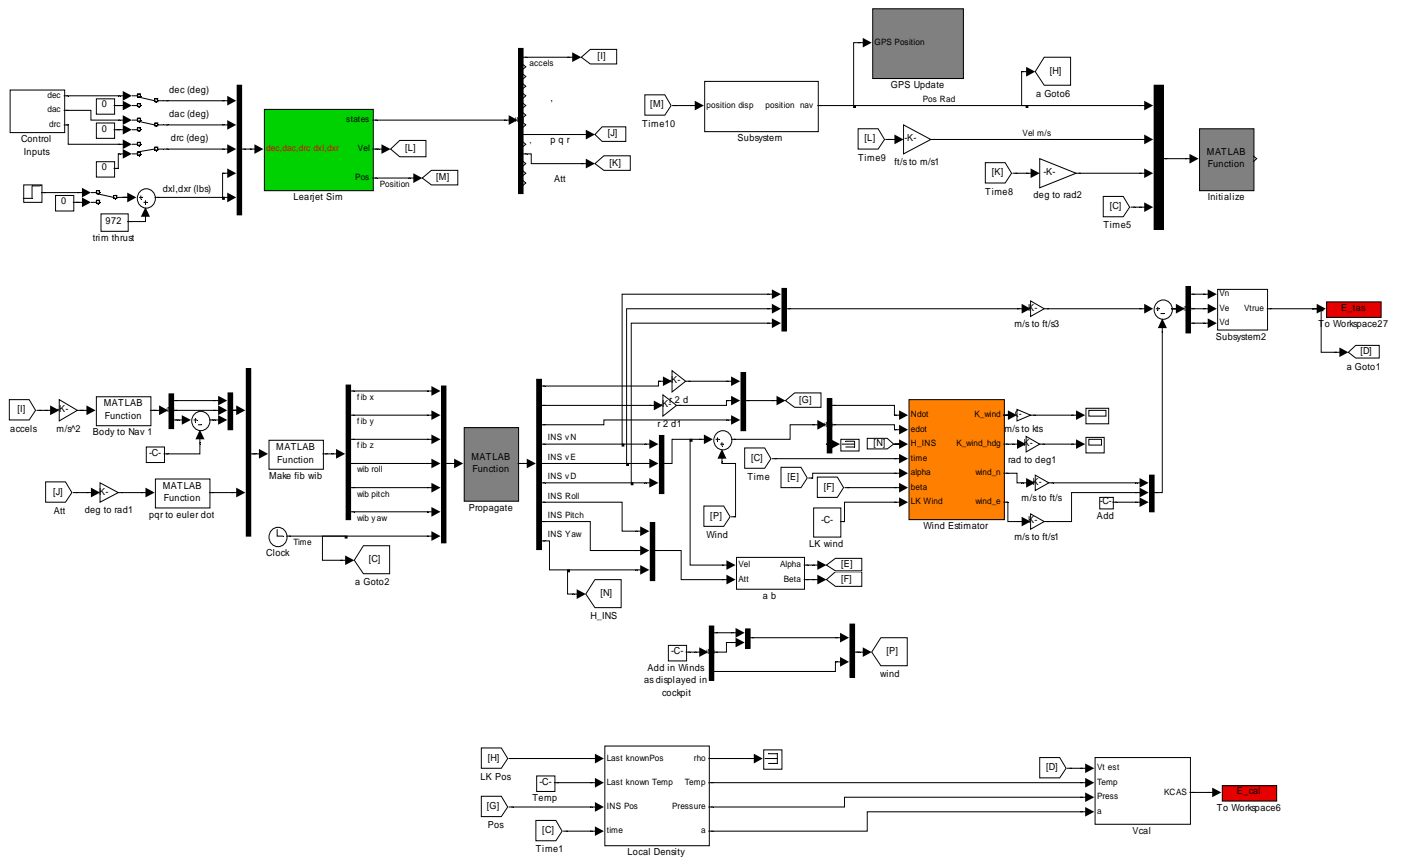 dec
dac
drc
Control
Inputs
0
0
0
dec (deg)
dac (deg)
drc (deg)
0
dxl,dxr (lbs)
972
trim thrust
dec,dac,drc dxl,dxr
states
Vel
Pos
Learjet Sim
[L]
Position
[M]
accels
[I]
p q r
[J]
[K]
Att
[M]
Time10
position disp
position nav
Subsystem
GPS Position
GPS Update
Pos Rad
[H]
a Goto6
[L]
Time9
-K-
ft/s to m/s1
Vel m/s
[K]
Time8
-K-
deg to rad2
[C]
Time5
MATLAB
Function
Initialize
[I]
accels
K-
m/s^2
MATLAB
Function
Body to Nav 1
-C-
[J]
Att
K-
deg to rad1
MATLAB
Function
pqr to euler dot
MATLAB
Function
Make fib wib
Clock
Time
[C]
a Goto2
fib x
fib y
fib z
wib roll
wib pitch
wib yaw
MATLAB
Function
Propagate
INS vN
INS vE
INS vD
INS Roll
INS Pitch
INS Yaw
[N]
H_INS
K-
r 2 d
K-
r 2 d1
[G]
[P]
Wind
[C]
Time
[E]
[F]
-C-
LK wind
[N]
Vel
Att
Alpha
Beta
a b
[E]
[F]
Ndot
edot
H_INS
time
alpha
beta
LK Wind
K_wind
K_wind_hdg
wind_n
wind_e
Wind Estimator
K-
m/s to kts
K-
rad to deg1
K-
m/s to ft/s
K-
m/s to ft/s1
-C-
Add
K-
m/s to ft/s3
Vn
Ve
Vd
Vtrue
Subsystem2
E_tas
To Workspace27
[D]
a Goto1
-C-
Add in Winds
as displayed in
cockpit
[P]
wind
[H]
LK Pos
-C-
Temp
[G]
Pos
[C]
Time1
Last knownPos
Last known Temp
INS Pos
time
rho
Temp
Pressure
a
Local Density
[D]
Vt est
Temp
Press
a
KCAS
Vcal
E_cal
To Workspace6